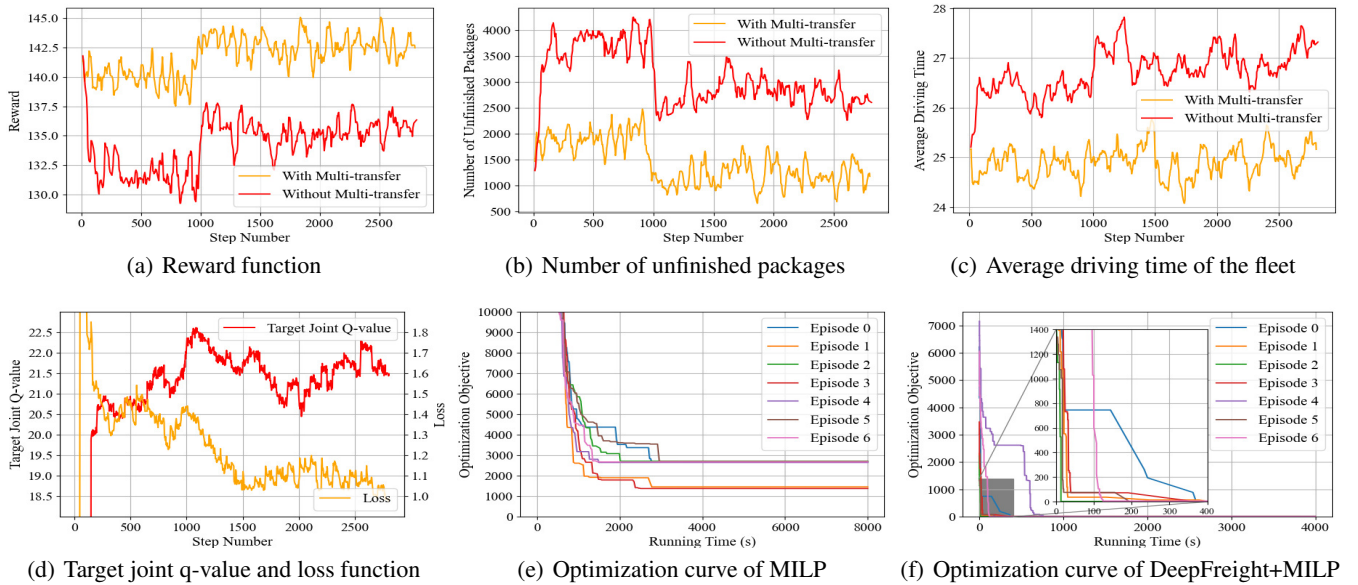 145.0
142.5
140.0
137.5
135.0
132.5
130.0
Reward
With Multi-transfer
Without Multi-transfer
0 500 1000 1500 2000 2500
Step Number
(a) Reward function
4000
3500
3000
2500
2000
1500
1000
500
Number of Unfinished Packages
With Multi-transfer
Without Multi-transfer
0 500 1000 1500 2000 2500
Step Number
(b) Number of unfinished packages
28
27
26
25
24
Average Driving Time
With Multi-transfer
Without Multi-transfer
0 500 1000 1500 2000 2500
Step Number
(c) Average driving time of the fleet
22.5
22.0
21.5
21.0
20.5
20.0
19.5
19.0
18.5
Target Joint Q-value
Target Joint Q-value
1.8
1.7
1.6
1.5
1.4
1.3
1.2
1.1
1.0
Loss
Loss
0 500 1000 1500 2000 2500
Step Number
(d) Target joint q-value and loss function
10000
9000
8000
7000
6000
5000
4000
3000
2000
1000
0
Optimization Objective
Episode 0
Episode 1
Episode 2
Episode 3
Episode 4
Episode 5
Episode 6
0 2000 4000 6000 8000
Running Time (s)
(e) Optimization curve of MILP
7000
6000
5000
4000
3000
2000
1000
0
Optimization Objective
1400
1200
1000
800
600
400
200
0
0 100 200 300 400
Episode 0
Episode 1
Episode 2
Episode 3
Episode 4
Episode 5
Episode 6
0 1000 2000 3000 4000
Running Time (s)
(f) Optimization curve of DeepFreight+MILP